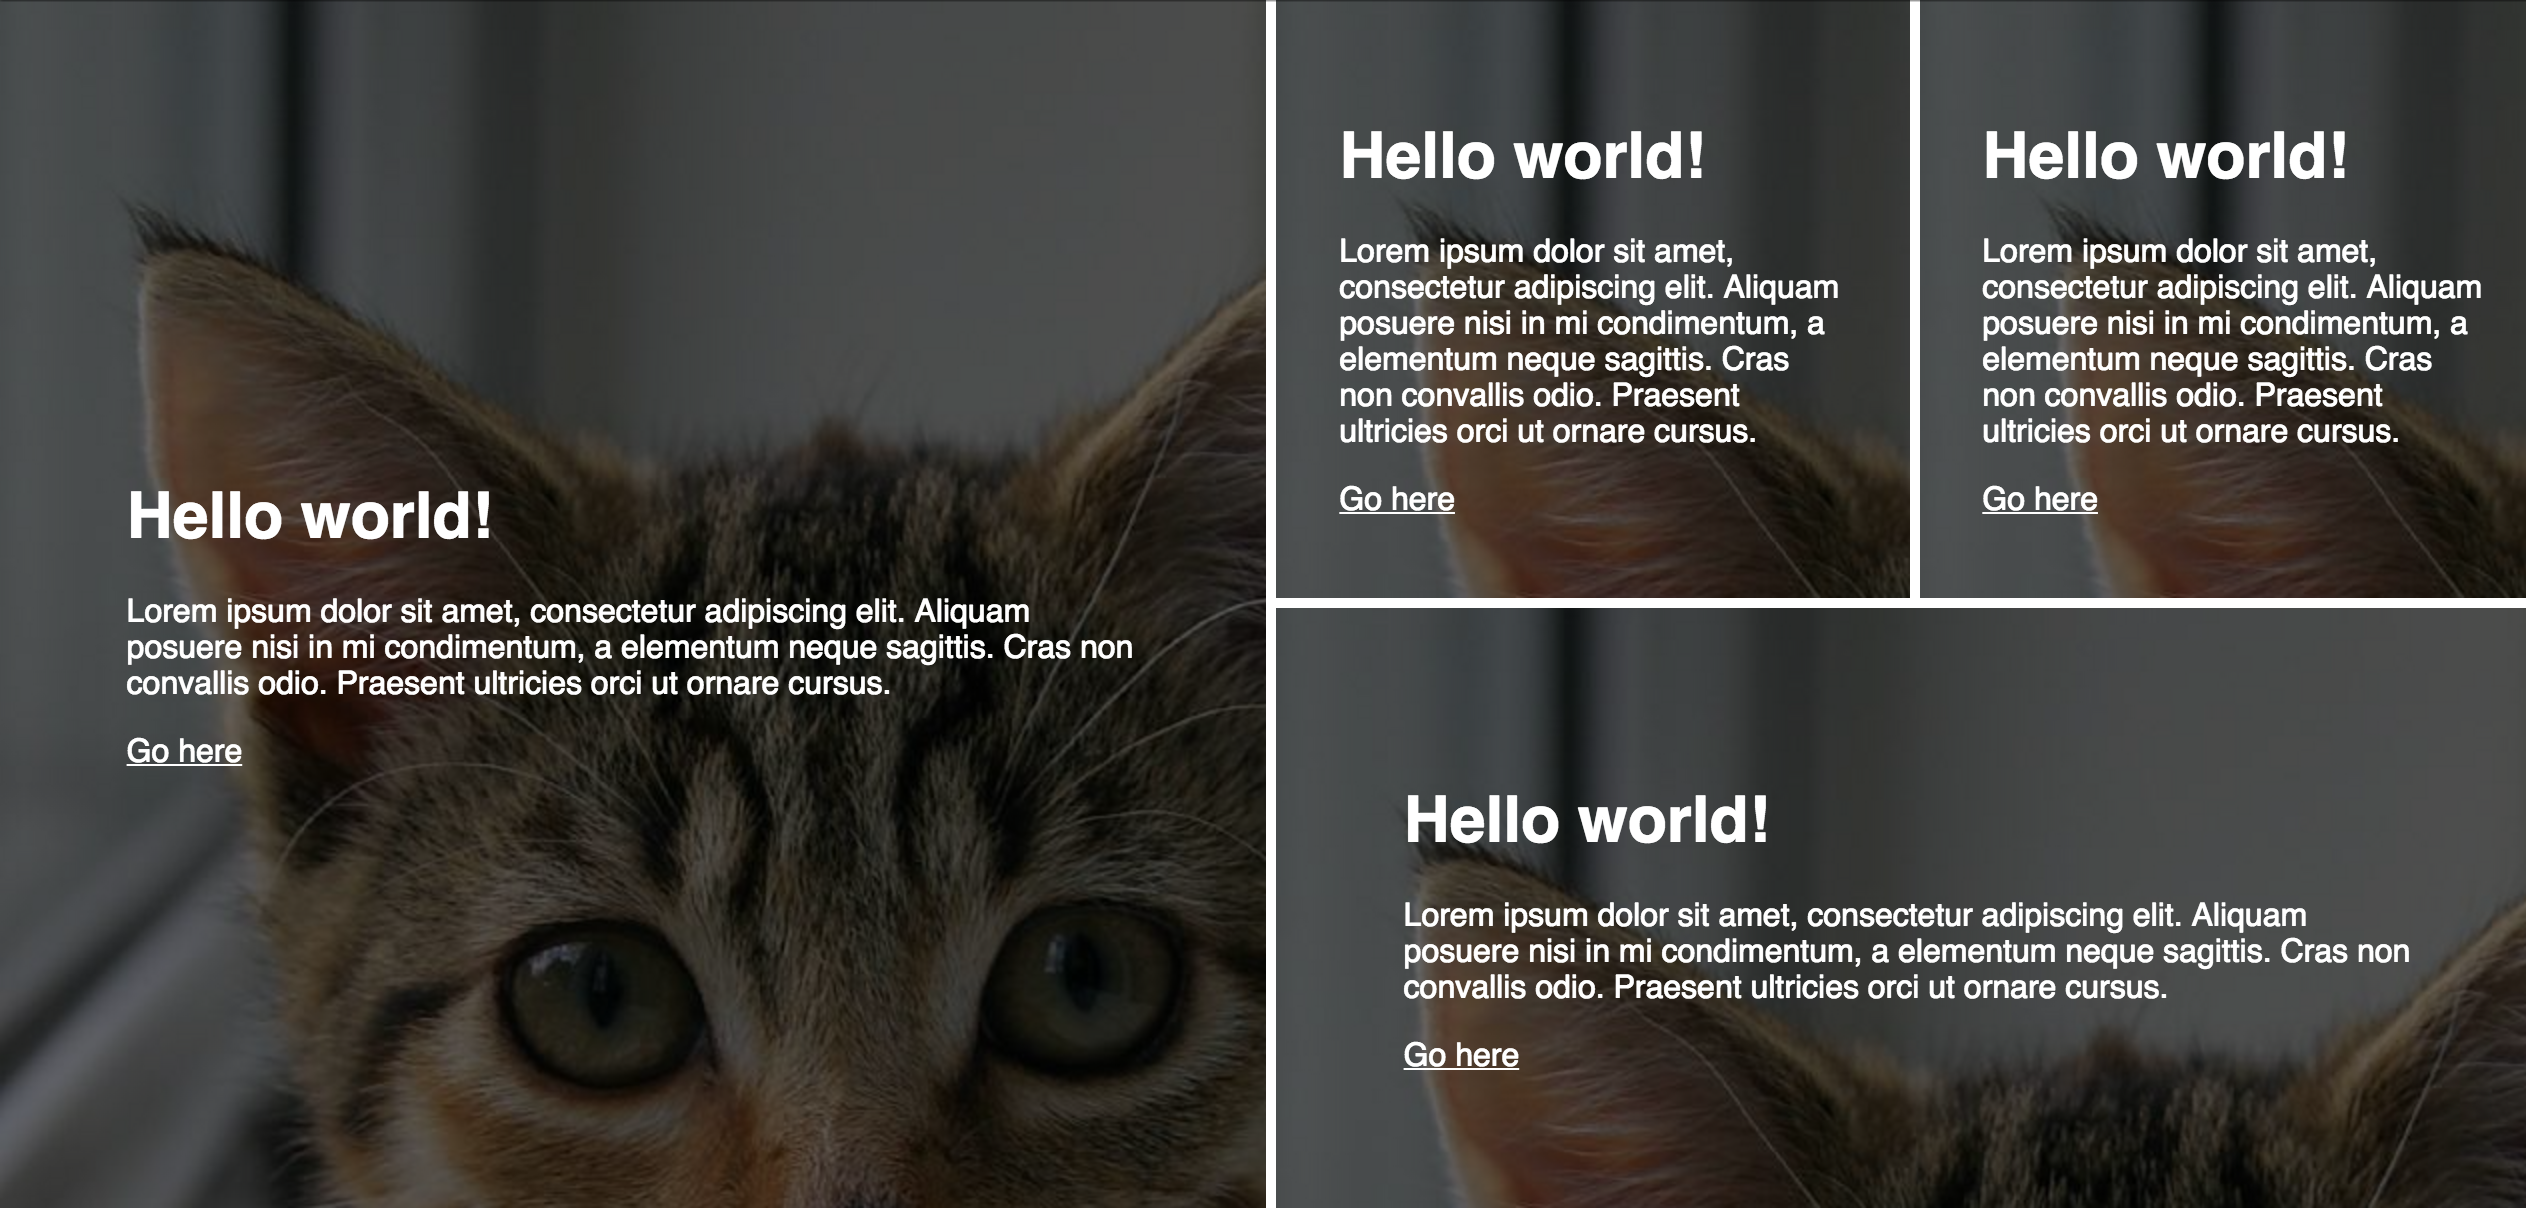 Hello world!
Lorem ipsum dolor sit amet, consectetur adipiscing elit. Aliquam
posuere nisi in mi condimentum, a elementum neque sagittis. Cras non
convallis odio. Praesent ultricies orci ut ornare cursus.
Go here
Hello world!
Lorem ipsum dolor sit amet,
consectetur adipiscing elit. Aliquam
posuere nisi in mi condimentum, a
elementum neque sagittis. Cras
non convallis odio. Praesent
ultricies orci ut ornare cursus.
Go here
Hello world!
Lorem ipsum dolor sit amet,
consectetur adipiscing elit. Aliquam
posuere nisi in mi condimentum, a
elementum neque sagittis. Cras
non convallis odio. Praesent
ultricies orci ut ornare cursus.
Go here
Hello world!
Lorem ipsum dolor sit amet, consectetur adipiscing elit. Aliquam
posuere nisi in mi condimentum, a elementum neque sagittis. Cras non
convallis odio. Praesent ultricies orci ut ornare cursus.
Go here